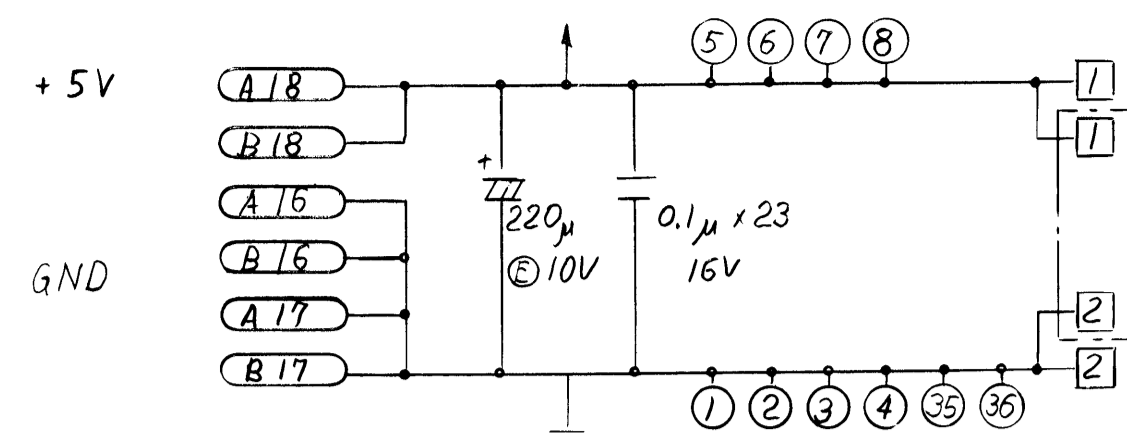 5 6 7 8
+5V A18 1
B18 1
+
A16
220μ 0.1μ x 23
B16
GND Ⓔ10V 16V
A17 2
B17 2
1 2 3 4 35 36